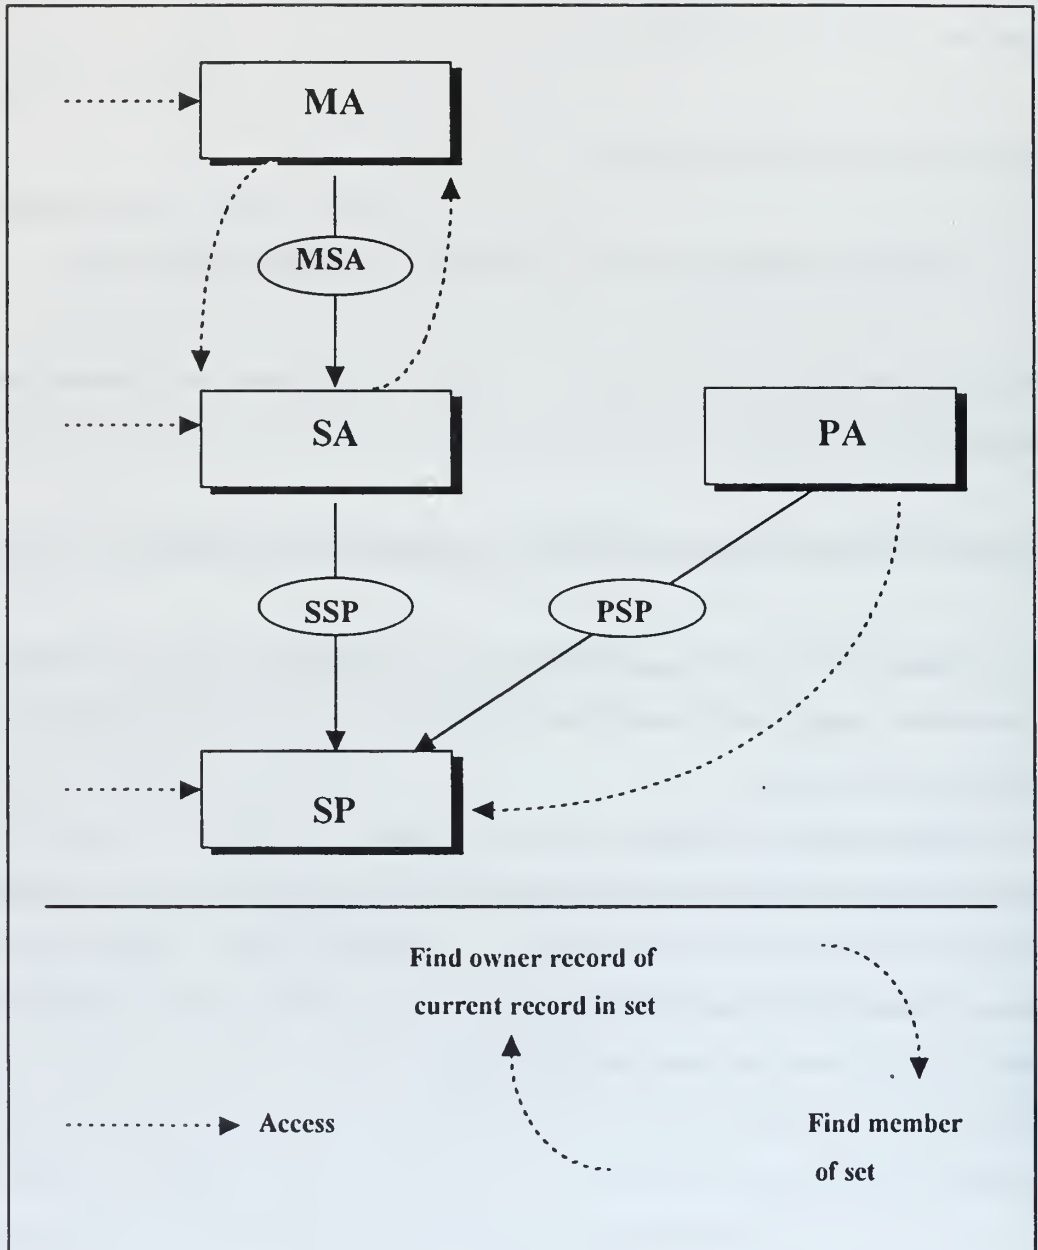 MA
MSA
SA
PA
SSP
PSP
SP
Find owner record of
current record in set
Access
Find member
of set